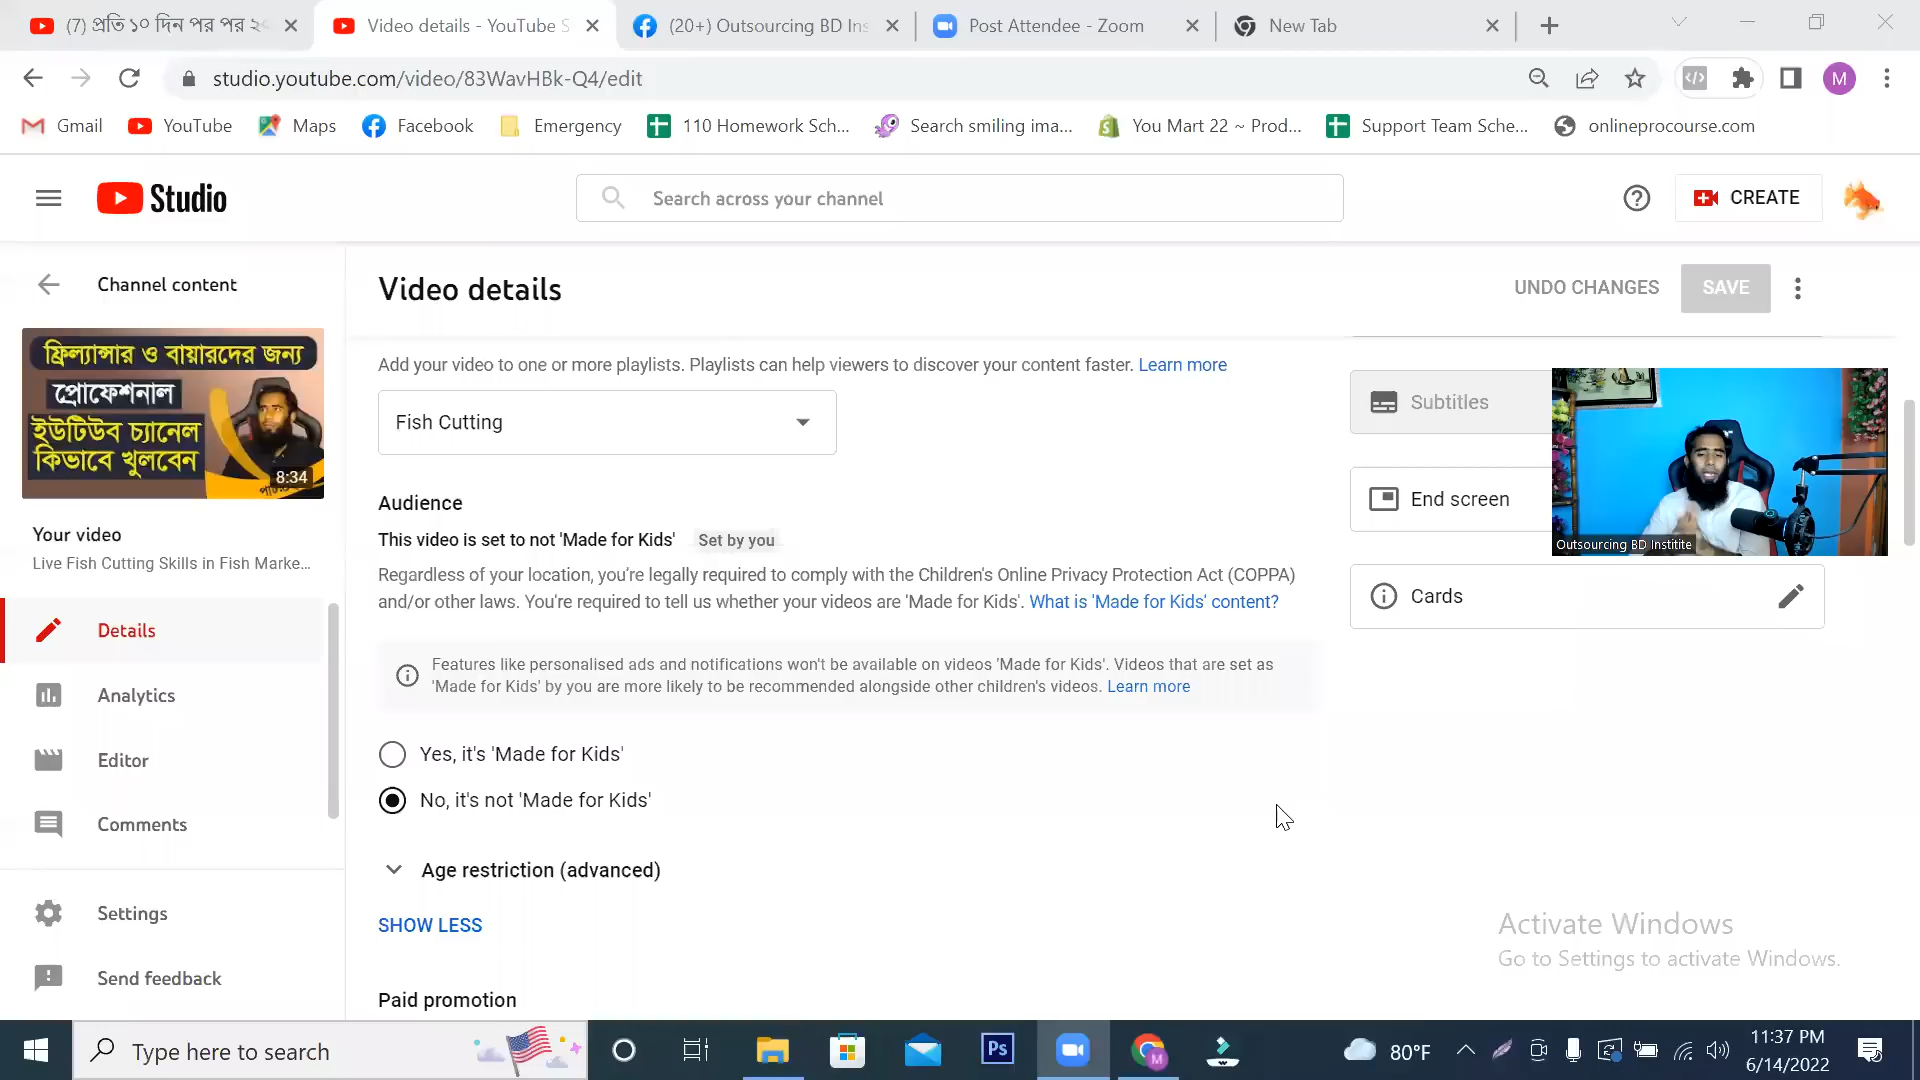 (7) প্রতি ১০ দিন পর পর
Video details - YouTube S
(20+) Outsourcing BD Ins
Post Attendee - Zoom
New Tab
studio.youtube.com/video/83WavHBk-Q4/edit
M
Gmail
YouTube
Maps
Facebook
Emergency
110 Homework Sch...
Search smiling ima...
You Mart 22 ~ Prod...
Support Team Sche...
onlineprocourse.com
Studio
Search across your channel
CREATE
Channel content
Video details
UNDO CHANGES
SAVE
ফ্রিল্যান্সার ও বায়ারদের জন্য
প্রোফেশনাল
ইউটিউব চ্যানেল
কিভাবে খুলবেন
8:34
Your video
Live Fish Cutting Skills in Fish Marke...
Details
Analytics
Editor
Comments
Settings
Send feedback
Add your video to one or more playlists. Playlists can help viewers to discover your content faster. Learn more
Fish Cutting
Audience
This video is set to not 'Made for Kids' Set by you
Regardless of your location, you're legally required to comply with the Children's Online Privacy Protection Act (COPPA)
and/or other laws. You're required to tell us whether your videos are 'Made for Kids'. What is 'Made for Kids' content?
Features like personalised ads and notifications won't be available on videos 'Made for Kids'. Videos that are set as
'Made for Kids' by you are more likely to be recommended alongside other children's videos. Learn more
Yes, it's 'Made for Kids'
No, it's not 'Made for Kids'
Age restriction (advanced)
SHOW LESS
Paid promotion
Subtitles
End screen
Cards
Outsourcing BD Institite
Activate Windows
Go to Settings to activate Windows.
Type here to search
Ps
M
80°F
11:37 PM
6/14/2022